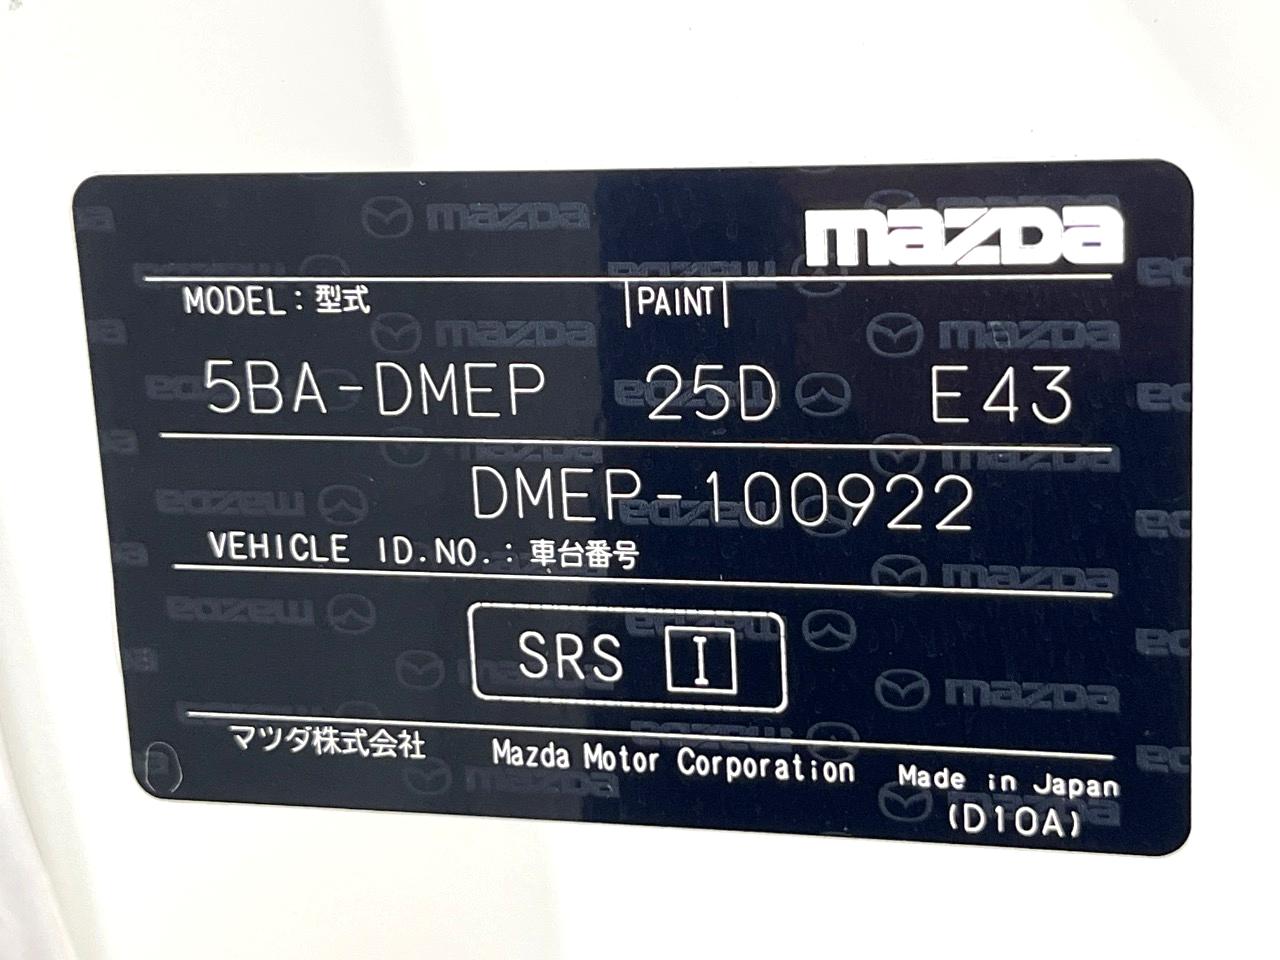 mazda
MODEL : 型式 PAINT
5BA-DMEP 25D E43
DMEP-100922
VEHICLE ID.NO. : 車台番号
SRS I
マツダ株式会社 Mazda Motor Corporation Made in Japan
(D10A)